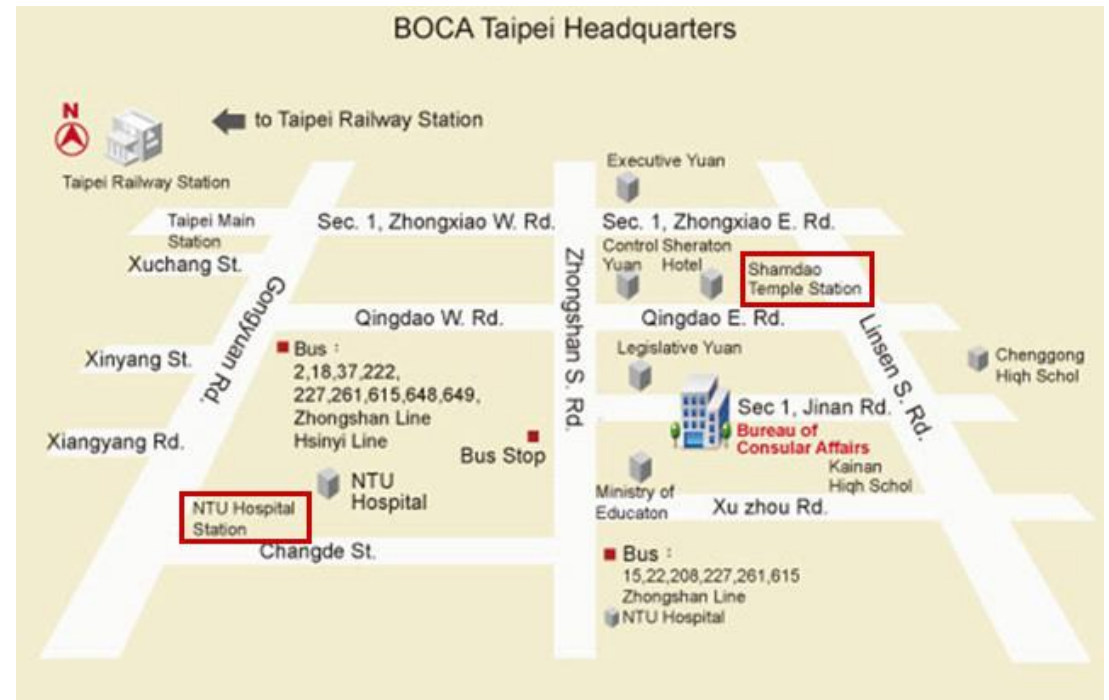 BOCA Taipei Headquarters
N
to Taipei Railway Station
Taipei Railway Station
Executive Yuan
Taipei Main
Station
Sec. 1, Zhongxiao W. Rd.
Sec. 1, Zhongxiao E. Rd.
Xuchang St.
Control
Yuan
Sheraton
Hotel
Shamdao
Temple Station
Gongyuan Rd.
Zhongshan S. Rd.
Linsen S. Rd.
Qingdao W. Rd.
Qingdao E. Rd.
Xinyang St.
Bus :
2,18,37,222,
227,261,615,648,649,
Zhongshan Line
Hsinyi Line
Legislative Yuan
Chenggong
High Schol
Sec 1, Jinan Rd.
Bureau of
Consular Affairs
Xiangyang Rd.
Bus Stop
Kainan
High Schol
NTU
Hospital
Ministry of
Educaton
Xu zhou Rd.
NTU Hospital
Station
Changde St.
Bus :
15,22,208,227,261,615
Zhongshan Line
NTU Hospital